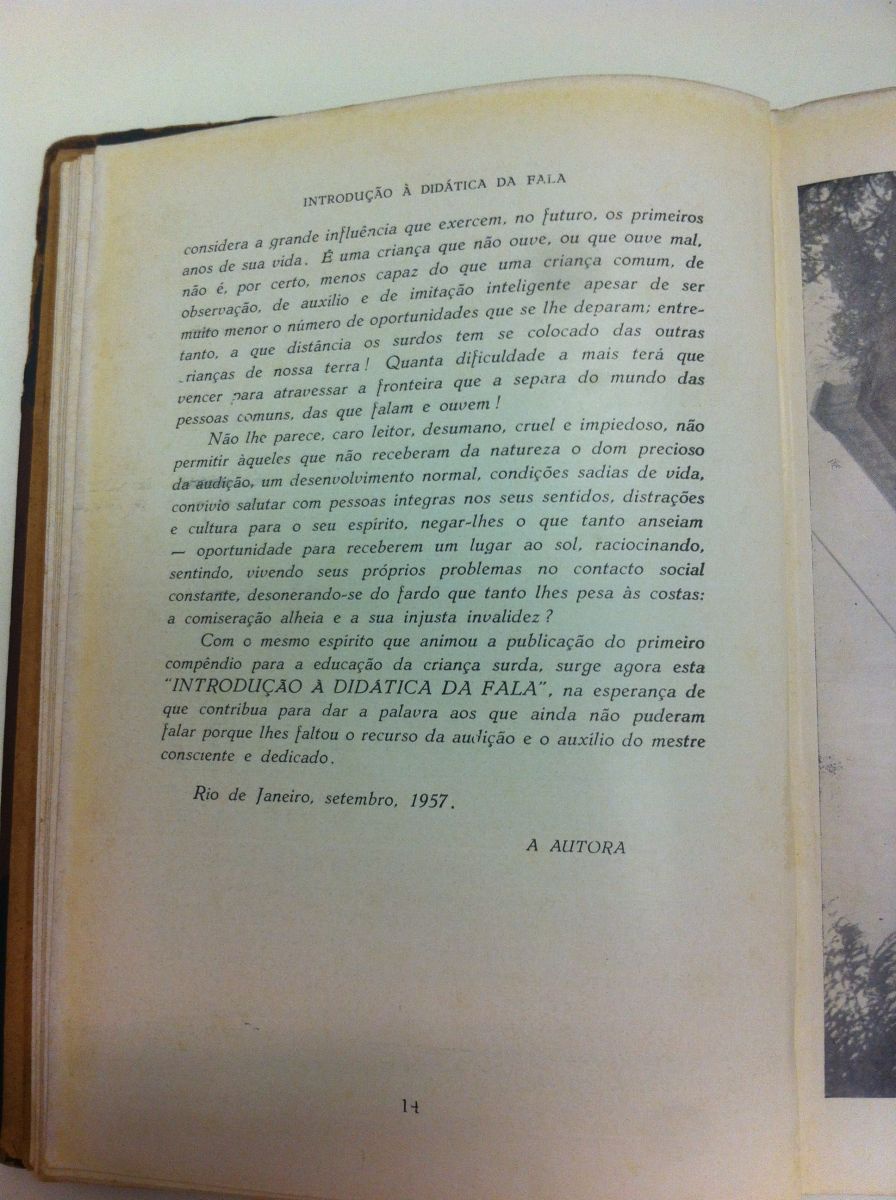 INTRODUÇÃO À DIDÁTICA DA FALA
considera a grande influência que exercem, no futuro, os primeiros
anos de sua vida. É uma criança que não ouve, ou que ouve mal,
não é, por certo, menos capaz do que uma criança comum, de
observação, de auxílio e de imitação inteligente apesar de ser
muito menor o número de oportunidades que se lhe deparam; entre-
tanto, a que distância os surdos tem se colocado das outras
crianças de nossa terra! Quanta dificuldade a mais terá que
vencer para atravessar a fronteira que a separa do mundo das
pessoas comuns, das que falam e ouvem!
Não lhe parece, caro leitor, desumano, cruel e impiedoso, não
permitir àqueles que não receberam da natureza o dom precioso
da audição, um desenvolvimento normal, condições sadias de vida,
convivio salutar com pessoas integras nos seus sentidos, distrações
e cultura para o seu espírito, negar-lhes o que tanto anseiam
— oportunidade para receberem um lugar ao sol, raciocinando,
sentindo, vivendo seus próprios problemas no contacto social
constante, desonerando-se do fardo que tanto lhes pesa às costas:
a comiseração alheia e a sua injusta invalidez?
Com o mesmo espírito que animou a publicação do primeiro
compêndio para a educação da criança surda, surge agora esta
"INTRODUÇÃO À DIDÁTICA DA FALA", na esperança de
que contribua para dar a palavra aos que ainda não puderam
falar porque lhes faltou o recurso da audição e o auxílio do mestre
consciente e dedicado.
Rio de Janeiro, setembro, 1957.
A AUTORA
14